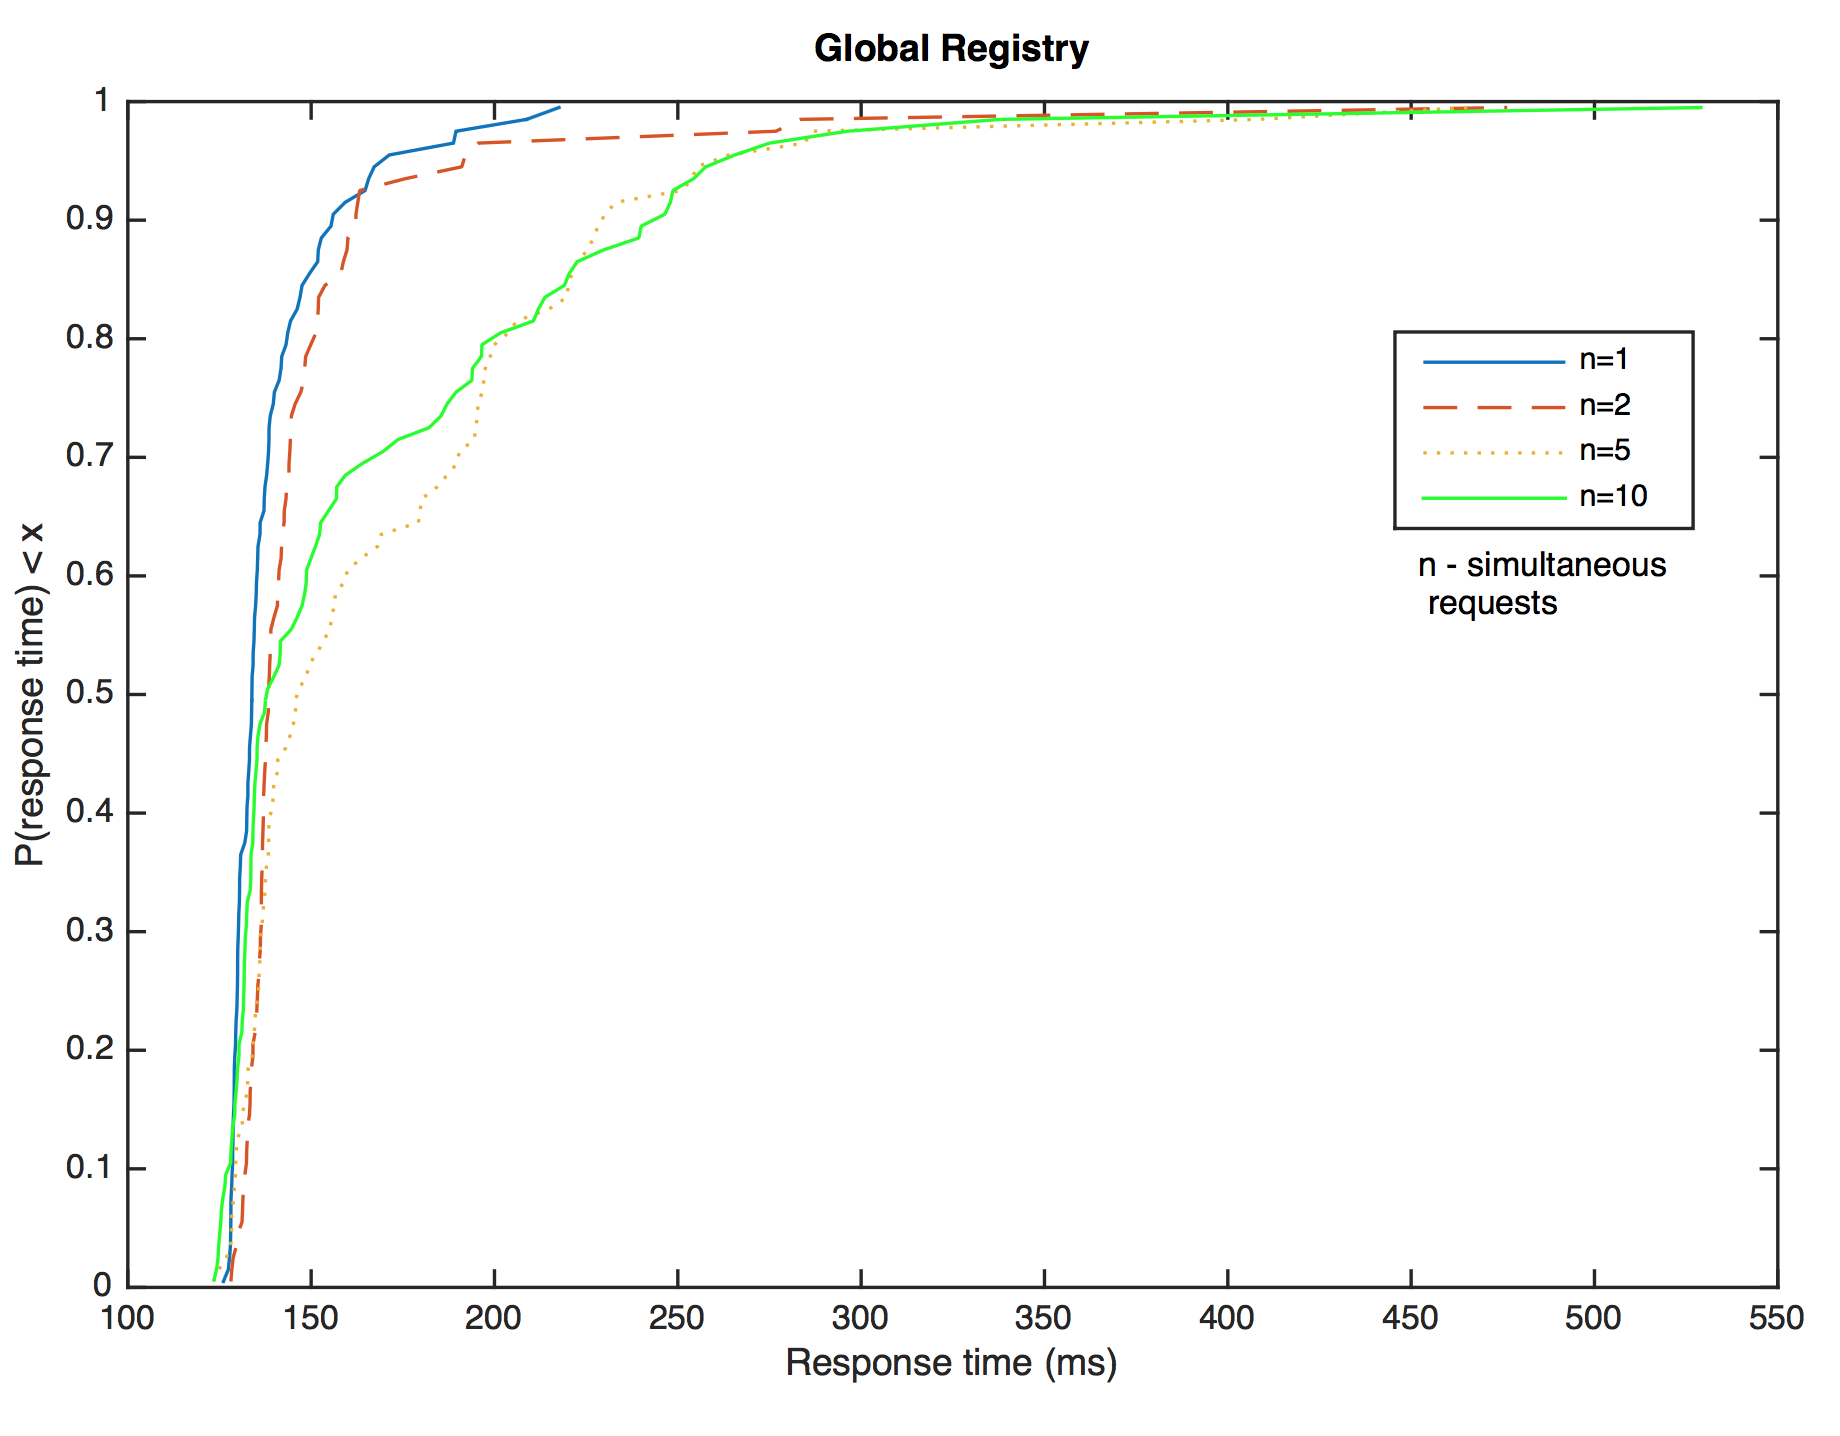 Global Registry
P(response time) < x
1
0.9
0.8
0.7
0.6
0.5
0.4
0.3
0.2
0.1
0
n=1
n=2
n=5
n=10
n - simultaneous
requests
100 150 200 250 300 350 400 450 500 550
Response time (ms)